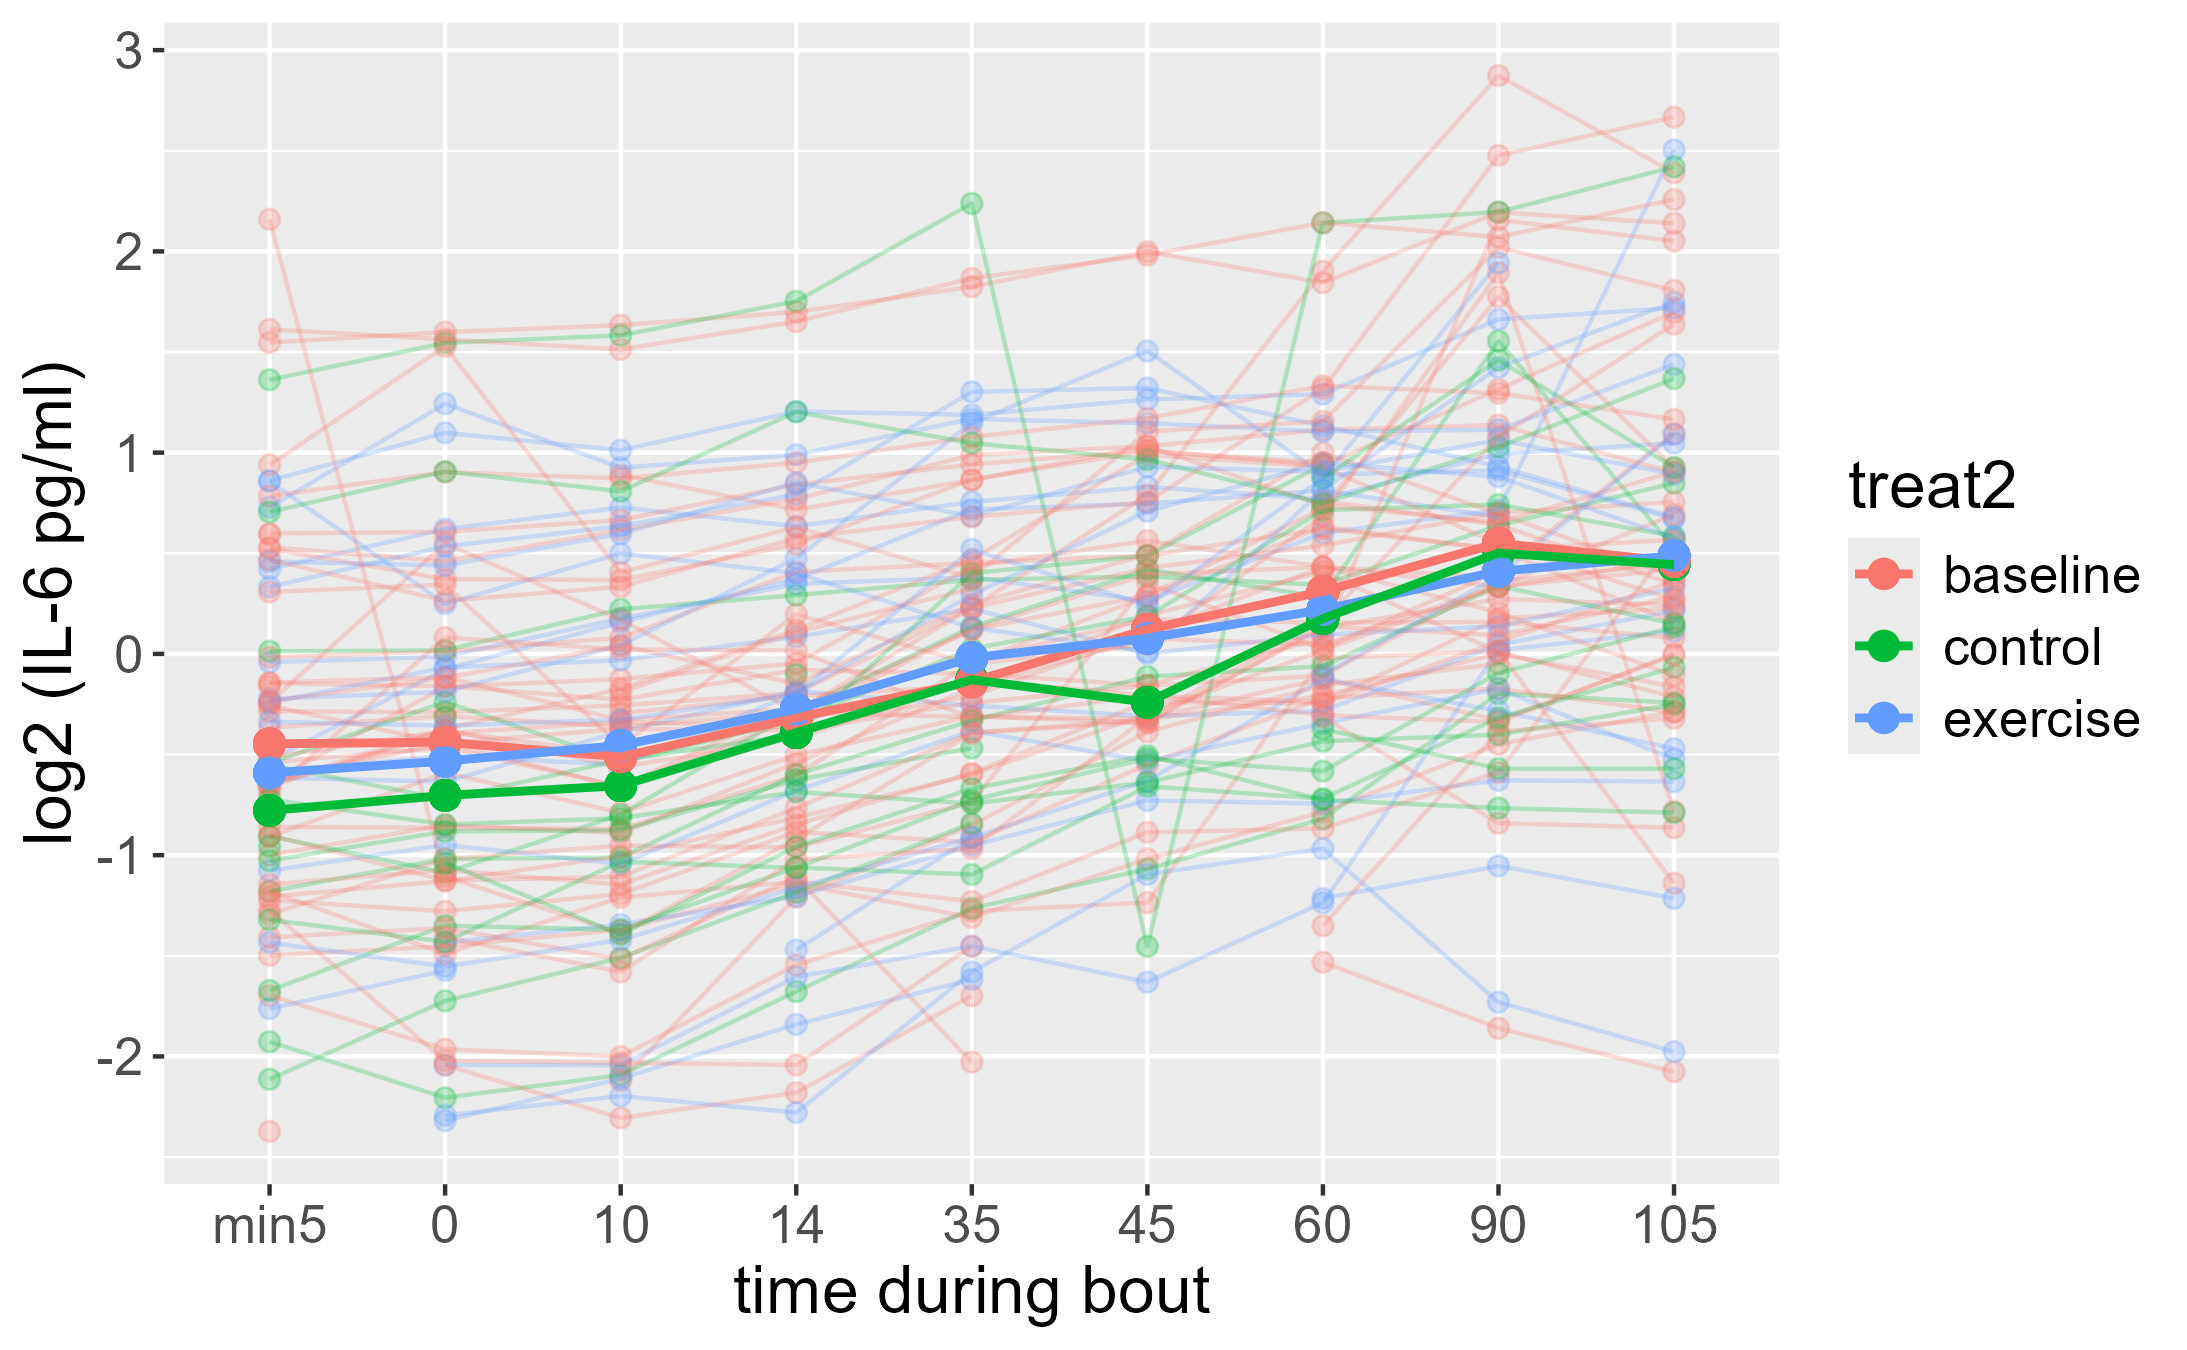 log2 (IL-6 pg/ml)
3
2
1
0
-1
-2
min5 0 10 14 35 45 60 90 105
time during bout
treat2
baseline
control
exercise